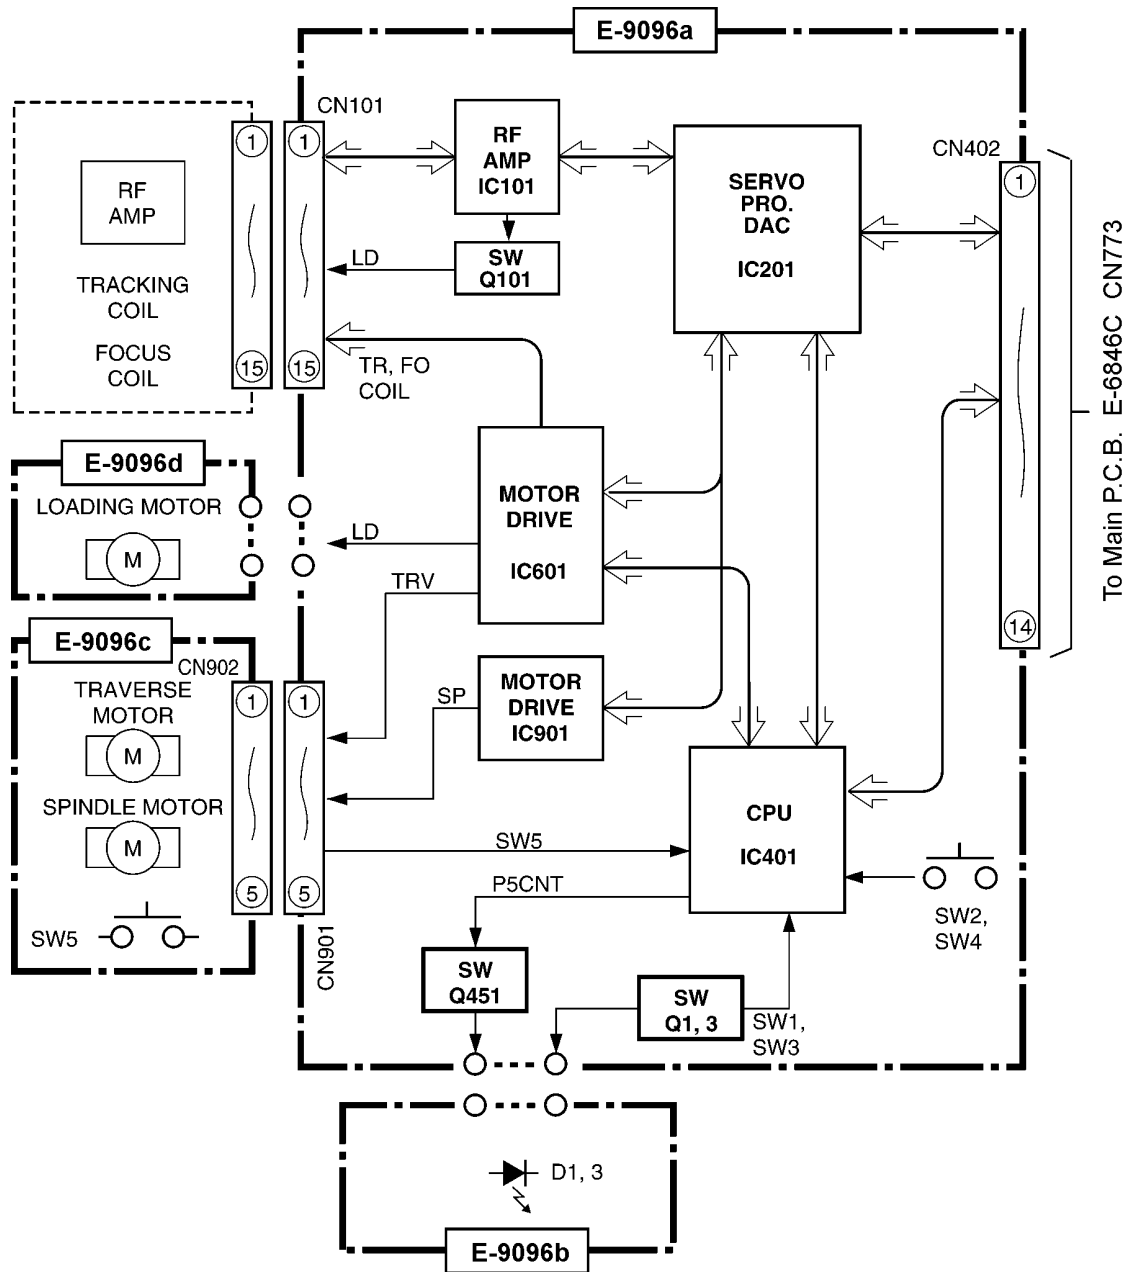 E-9096a
CN101
1
1
RF
AMP
RF
AMP
IC101
SERVO
PRO.
DAC
IC201
CN402
1
SW
Q101
LD
TRACKING
COIL
FOCUS
COIL
15
15
TR, FO
COIL
To Main P.C.B.  E-6846C  CN773
E-9096d
LOADING MOTOR
M
LD
MOTOR
DRIVE
IC601
TRV
14
E-9096c
CN902
TRAVERSE
MOTOR
M
1
1
SP
MOTOR
DRIVE
IC901
SPINDLE MOTOR
M
CPU
IC401
SW5
5
5
P5CNT
SW2,
SW4
SW5
CN901
SW
Q451
SW
Q1, 3
SW1,
SW3
D1, 3
E-9096b